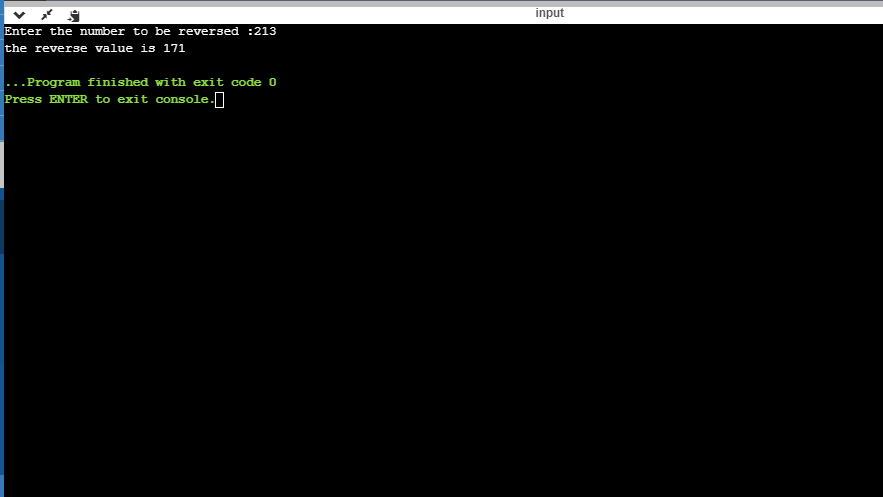 input
Enter the number to be reversed :213
the reverse value is 171
...Program finished with exit code 0
Press ENTER to exit console.